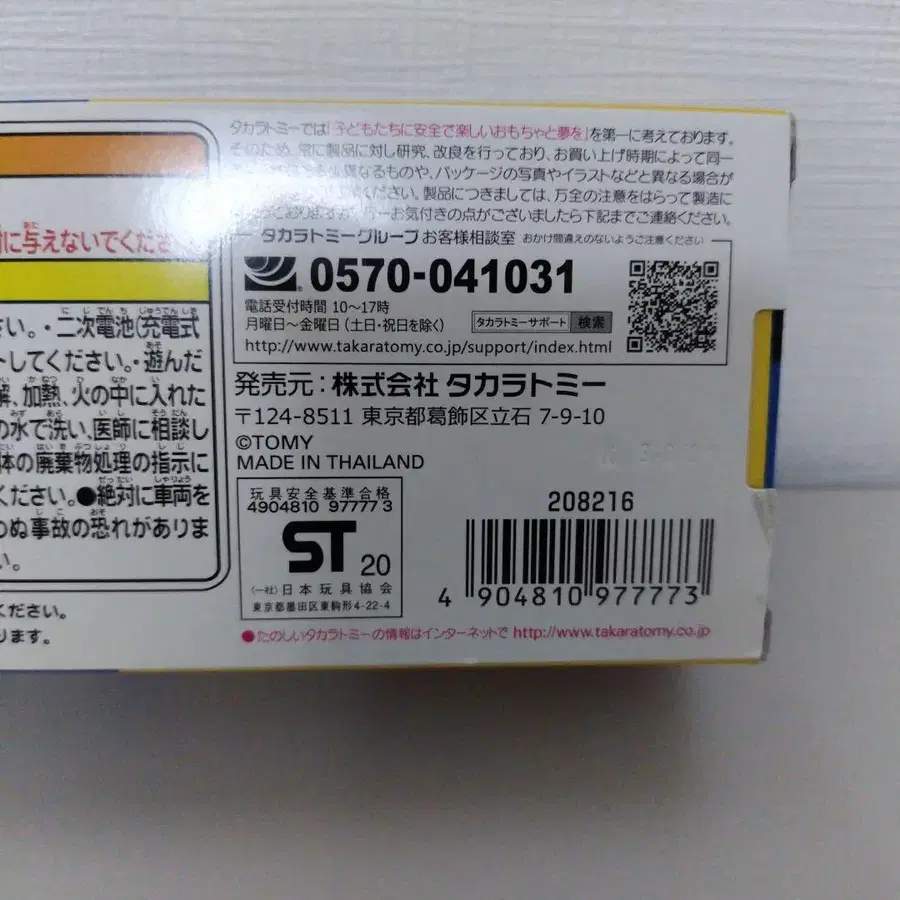 タカラトミーでは「子どもたちに安全で楽しいおもちゃと夢を」を第一に考えております。
そのため、常に製品に対し研究、改良を行っており、お買い上げ時期によって同一
異なるものや、パッケージの写真やイラストなどと異なる場合が
ください。製品につきましては、万全の注意をはらって製造に
おりますが、万一お気付きの点がございましたら下記までご連絡ください。
タカラトミーグループ お客様相談室 おかけ間違えのないようご注意ください
0570-041031
電話受付時間 10〜17時
月曜日〜金曜日(土日・祝日を除く)
タカラトミーサポート 検索
http://www.takaratomy.co.jp/support/index.html
発売元:株式会社 タカラトミー
〒124-8511 東京都葛飾区立石 7-9-10
©TOMY
MADE IN THAILAND
玩具安全基準合格
4904810 97777 3
ST 20
(一社)日本玩具協会
東京都墨田区東駒形4-22-4
208216
4 904810 977773
●たのしいタカラトミーの情報はインターネットで http://www.takaratomy.co.jp
に与えないでください。
さい。・二次電池(充電式
トしてください。・遊んだ
解、加熱、火の中に入れた
の水で洗い、医師に相談し
体の廃棄物処理の指示に
ください。●絶対に車両を
わぬ事故の恐れがありま
い。
ください。
ります。